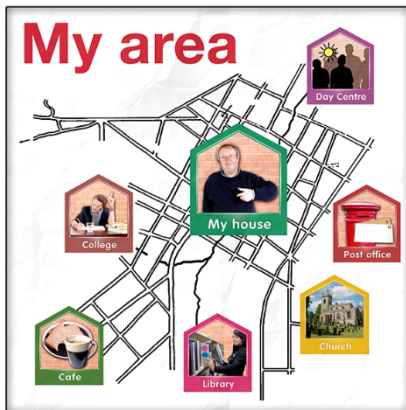 My area
Day Centre
My house
College
Post office
Church
Cafe
Library